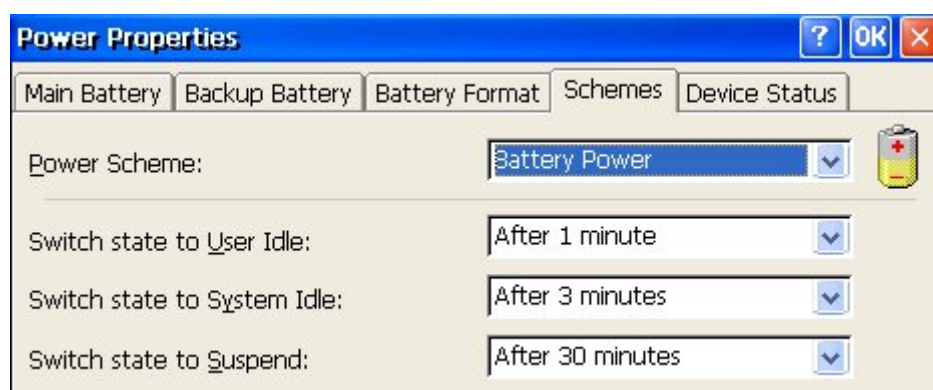 Power Properties ? OK ×
Main Battery Backup Battery Battery Format Schemes Device Status
Power Scheme: Battery Power
Switch state to User Idle: After 1 minute
Switch state to System Idle: After 3 minutes
Switch state to Suspend: After 30 minutes